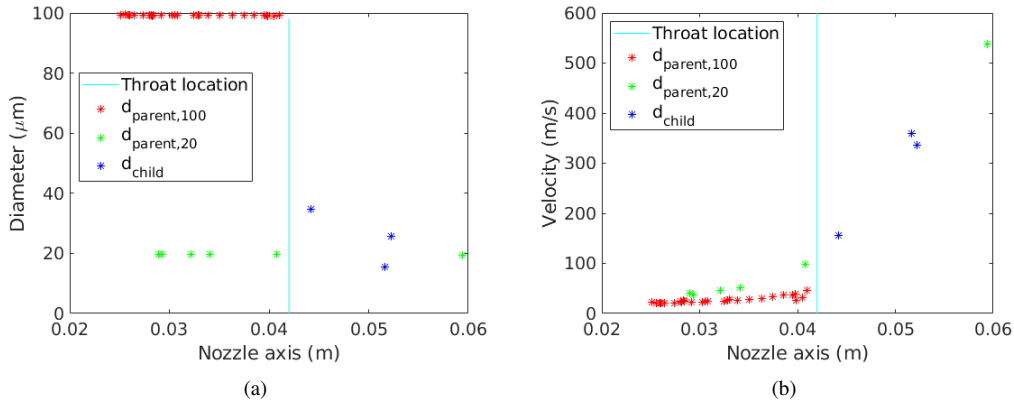 100
80
60
40
20
0
Diameter (μm)
Throat location
d_parent,100
d_parent,20
d_child
0.02 0.03 0.04 0.05 0.06
Nozzle axis (m)
(a)
600
500
400
300
200
100
0
Velocity (m/s)
Throat location
d_parent,100
d_parent,20
d_child
0.02 0.03 0.04 0.05 0.06
Nozzle axis (m)
(b)